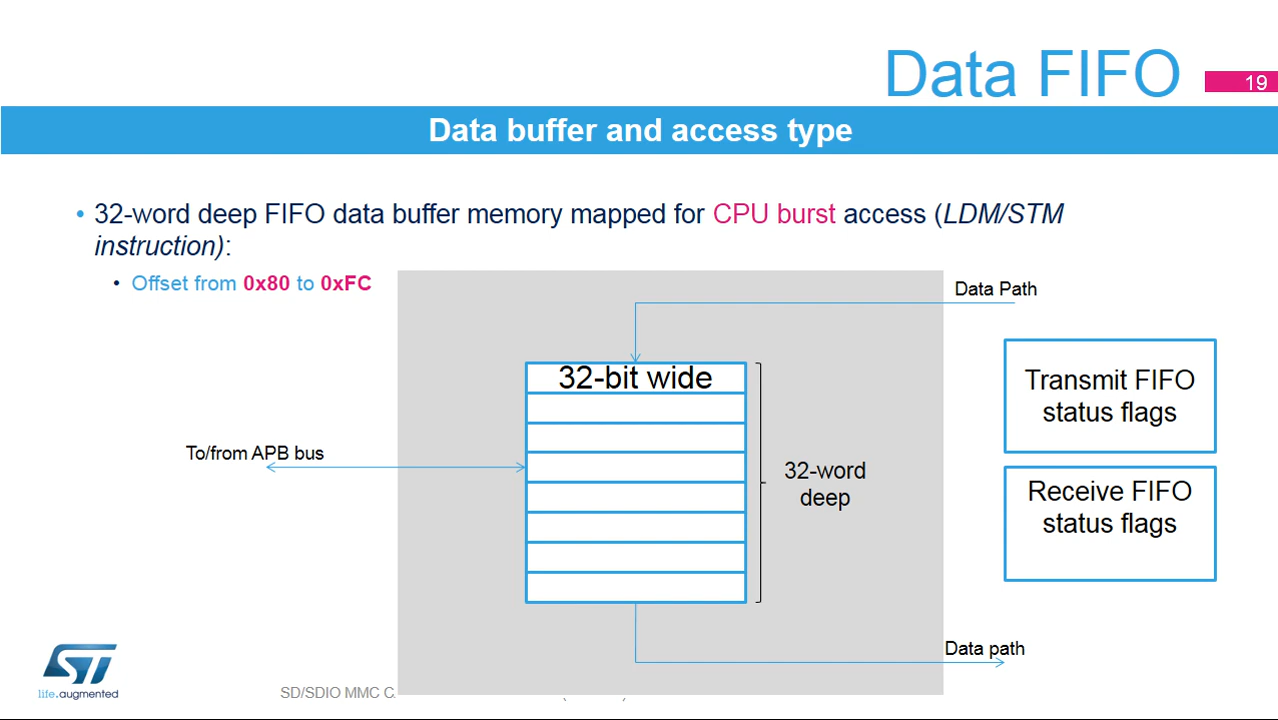 Data FIFO
19
Data buffer and access type
• 32-word deep FIFO data buffer memory mapped for CPU burst access (LDM/STM
instruction):
• Offset from 0x80 to 0xFC
Data Path
32-bit wide
Transmit FIFO
status flags
To/from APB bus
32-word
deep
Receive FIFO
status flags
Data path
ST
life.augmented
SD/SDIO MMC